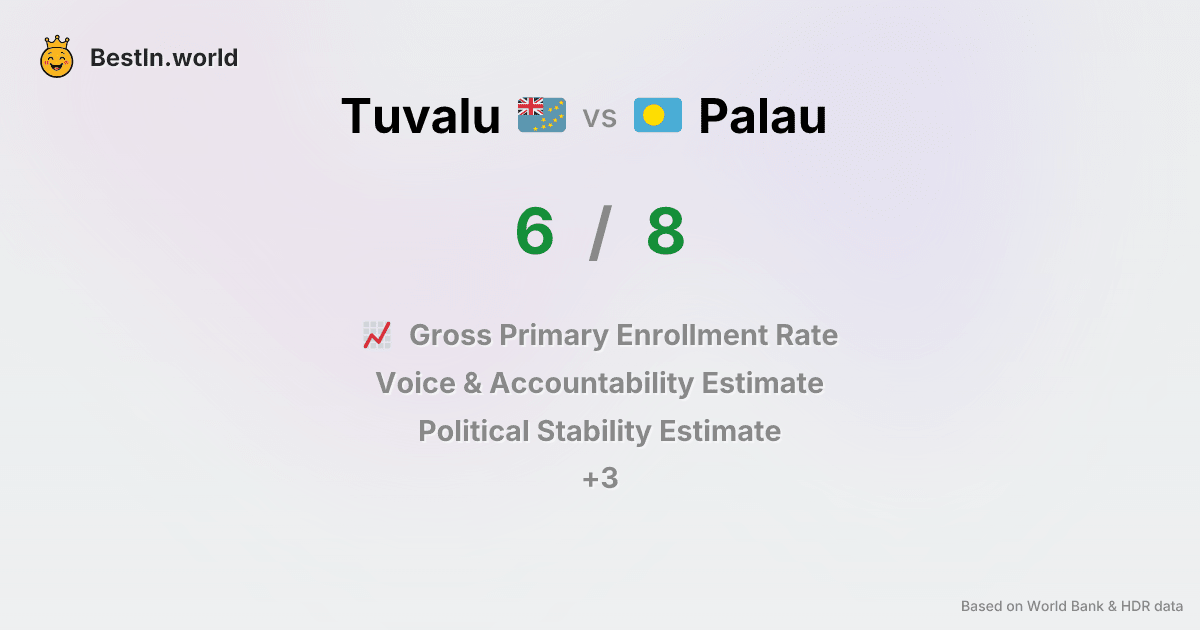 BestIn.world
Tuvalu vs Palau
6 / 8
Gross Primary Enrollment Rate
Voice & Accountability Estimate
Political Stability Estimate
+3
Based on World Bank & HDR data